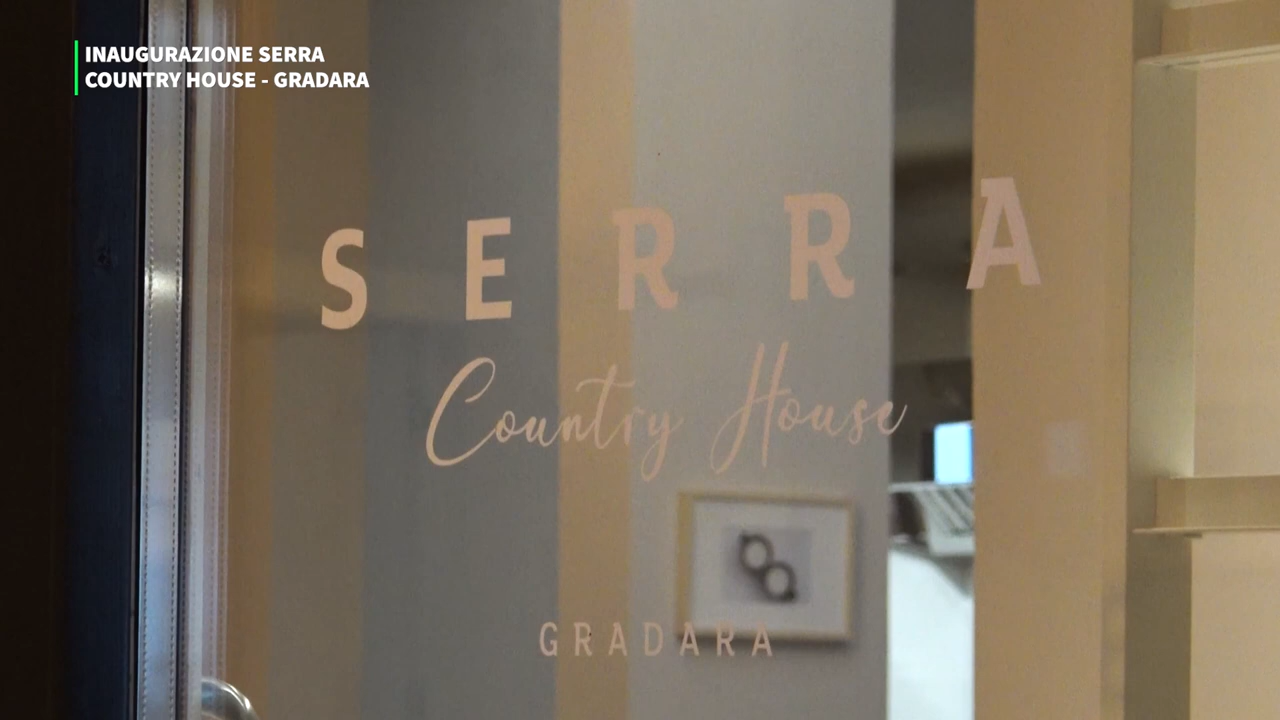 INAUGURAZIONE SERRA
COUNTRY HOUSE - GRADARA
SERRA
Country House
GRADARA